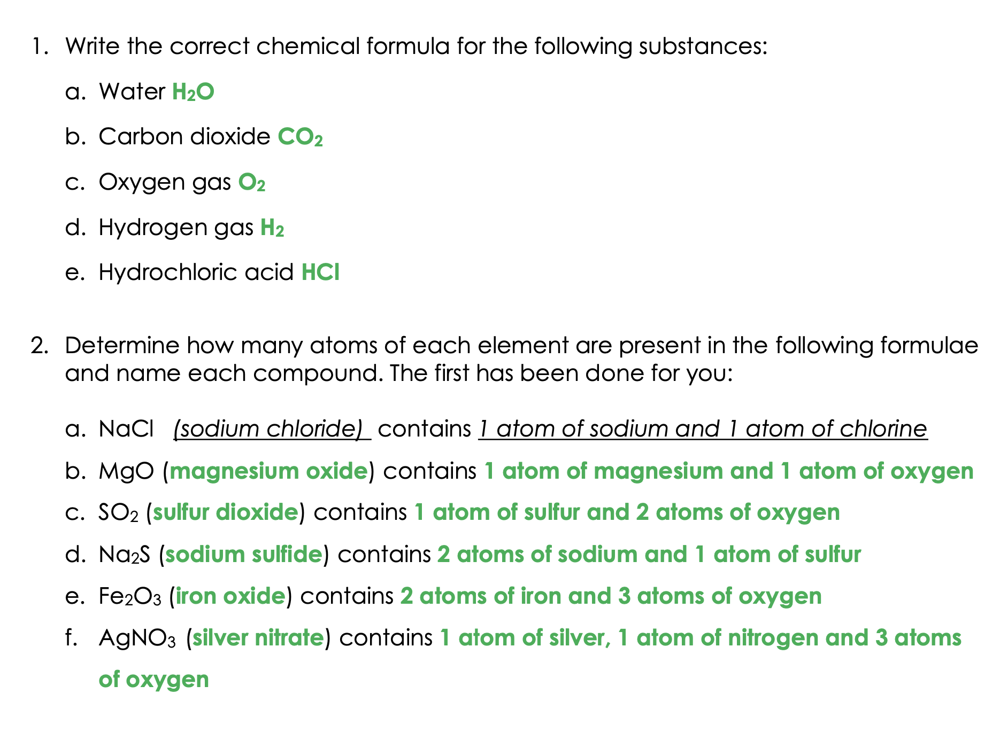 1. Write the correct chemical formula for the following substances:
a. Water H₂O
b. Carbon dioxide CO₂
c. Oxygen gas O₂
d. Hydrogen gas H₂
e. Hydrochloric acid HCl
2. Determine how many atoms of each element are present in the following formulae
and name each compound. The first has been done for you:
a. NaCl (sodium chloride) contains 1 atom of sodium and 1 atom of chlorine
b. MgO (magnesium oxide) contains 1 atom of magnesium and 1 atom of oxygen
c. SO₂ (sulfur dioxide) contains 1 atom of sulfur and 2 atoms of oxygen
d. Na₂S (sodium sulfide) contains 2 atoms of sodium and 1 atom of sulfur
e. Fe₂O₃ (iron oxide) contains 2 atoms of iron and 3 atoms of oxygen
f. AgNO₃ (silver nitrate) contains 1 atom of silver, 1 atom of nitrogen and 3 atoms
of oxygen